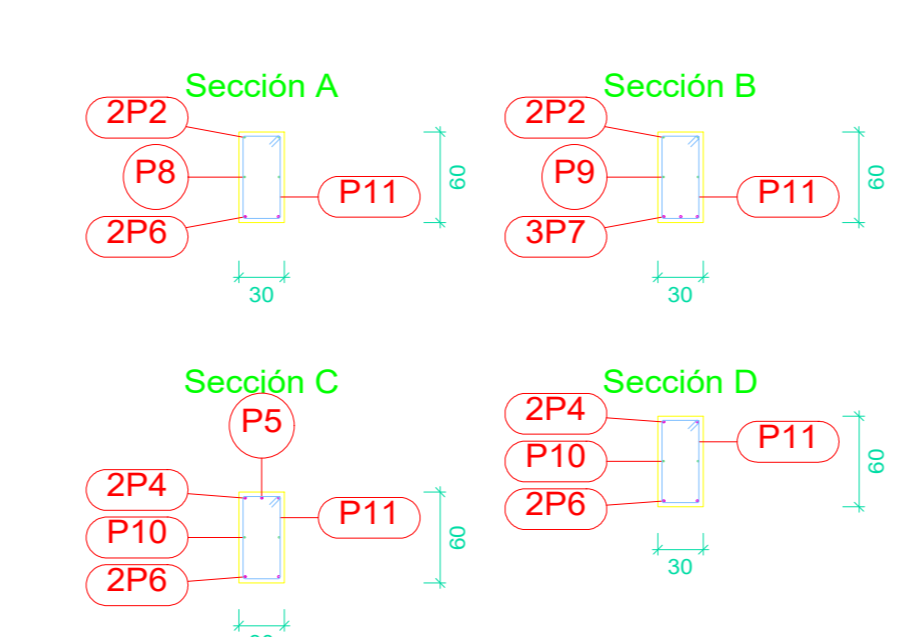 Sección A
2P2
P8
2P6
P11
60
30
Sección B
2P2
P9
3P7
P11
60
30
Sección C
P5
2P4
P10
2P6
P11
60
Sección D
2P4
P10
2P6
P11
60
30